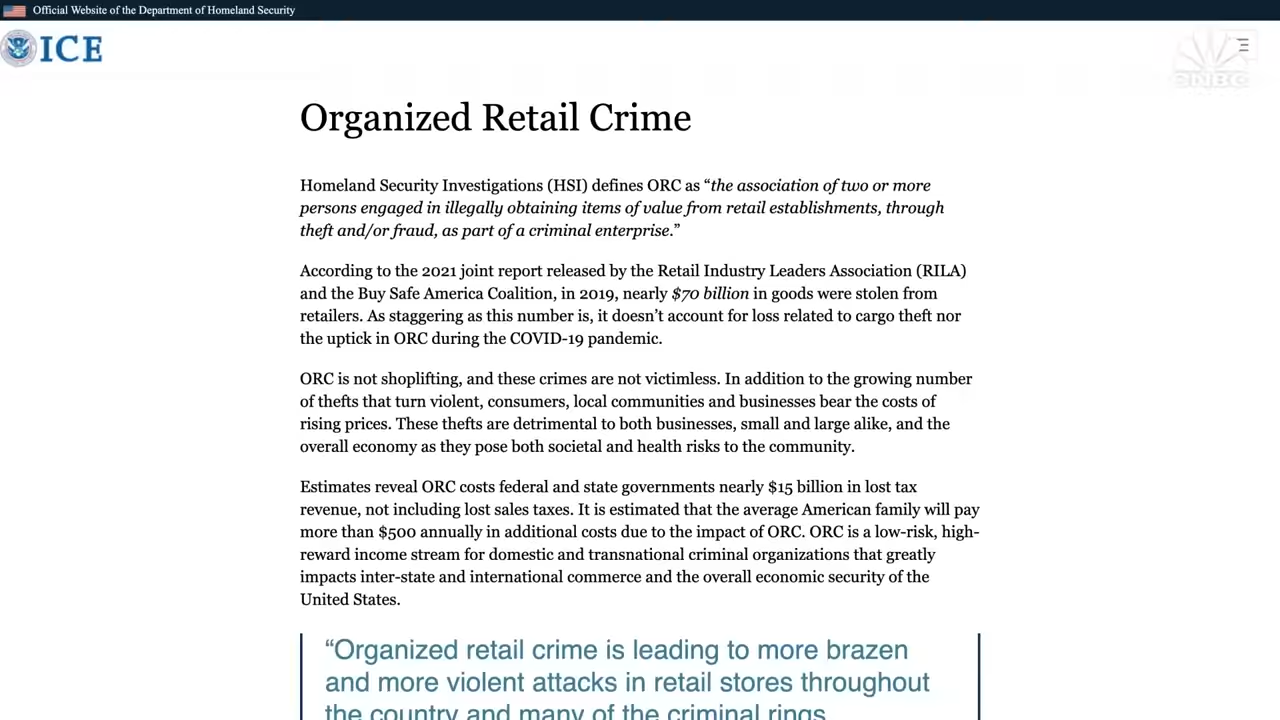 Official Website of the Department of Homeland Security
ICE
CNBC
Organized Retail Crime
Homeland Security Investigations (HSI) defines ORC as “the association of two or more
persons engaged in illegally obtaining items of value from retail establishments, through
theft and/or fraud, as part of a criminal enterprise.”
According to the 2021 joint report released by the Retail Industry Leaders Association (RILA)
and the Buy Safe America Coalition, in 2019, nearly $70 billion in goods were stolen from
retailers. As staggering as this number is, it doesn’t account for loss related to cargo theft nor
the uptick in ORC during the COVID-19 pandemic.
ORC is not shoplifting, and these crimes are not victimless. In addition to the growing number
of thefts that turn violent, consumers, local communities and businesses bear the costs of
rising prices. These thefts are detrimental to both businesses, small and large alike, and the
overall economy as they pose both societal and health risks to the community.
Estimates reveal ORC costs federal and state governments nearly $15 billion in lost tax
revenue, not including lost sales taxes. It is estimated that the average American family will pay
more than $500 annually in additional costs due to the impact of ORC. ORC is a low-risk, high-
reward income stream for domestic and transnational criminal organizations that greatly
impacts inter-state and international commerce and the overall economic security of the
United States.
“Organized retail crime is leading to more brazen
and more violent attacks in retail stores throughout
the country and many of the criminal rings